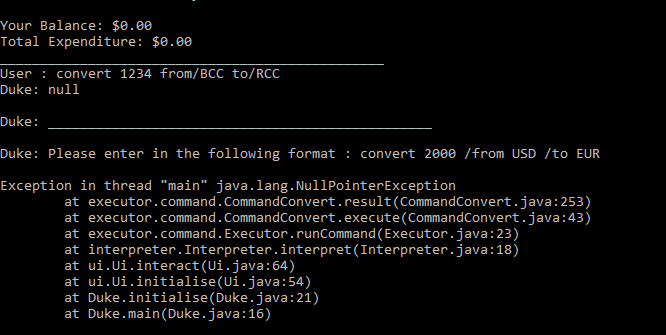 Your Balance: $0.00
Total Expenditure: $0.00
________________________________________________
User : convert 1234 from/BCC to/RCC
Duke: null
Duke: ________________________________________________
Duke: Please enter in the following format : convert 2000 /from USD /to EUR
Exception in thread "main" java.lang.NullPointerException
at executor.command.CommandConvert.result(CommandConvert.java:253)
at executor.command.CommandConvert.execute(CommandConvert.java:43)
at executor.command.Executor.runCommand(Executor.java:23)
at interpreter.Interpreter.interpret(Interpreter.java:18)
at ui.Ui.interact(Ui.java:64)
at ui.Ui.initialise(Ui.java:54)
at Duke.initialise(Duke.java:21)
at Duke.main(Duke.java:16)